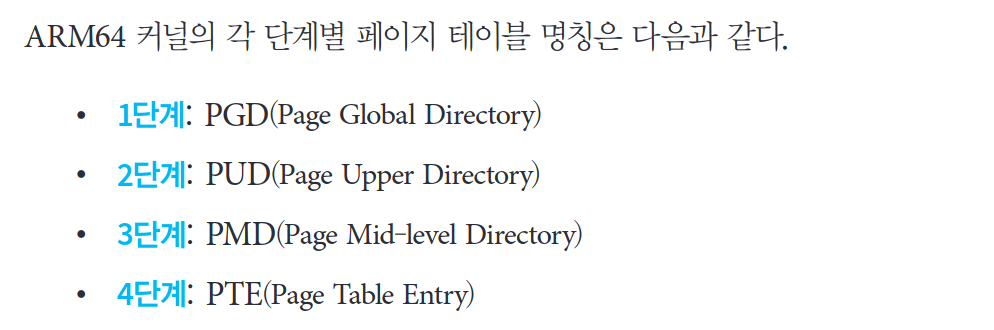 ARM64 커널의 각 단계별 페이지 테이블 명칭은 다음과 같다.
• 1단계: PGD(Page Global Directory)
• 2단계: PUD(Page Upper Directory)
• 3단계: PMD(Page Mid-level Directory)
• 4단계: PTE(Page Table Entry)